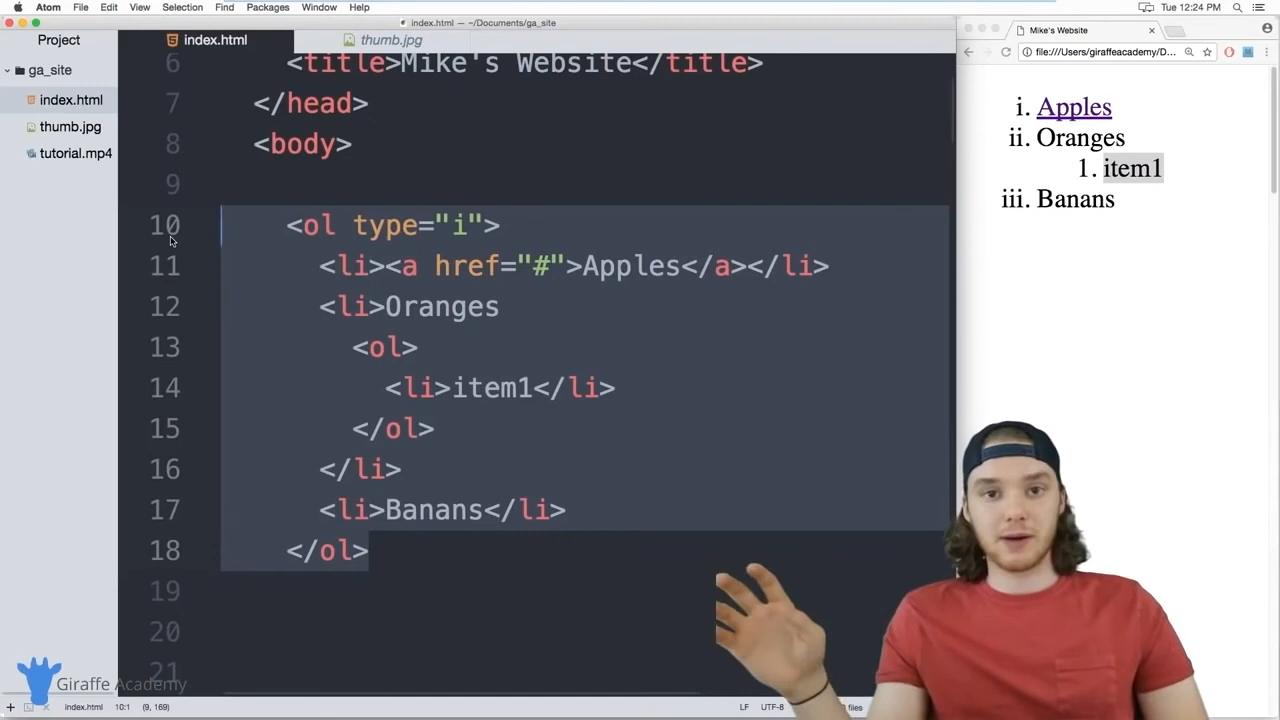 Atom File Edit View Selection Find Packages Window Help
Tue 12:24 PM
index.html — ~/Documents/ga_site
Project
ga_site
index.html
thumb.jpg
tutorial.mp4
index.html
thumb.jpg
6 <title>Mike's Website</title>
7 </head>
8 <body>
9
10 <ol type="i">
11 <li><a href="#">Apples</a></li>
12 <li>Oranges
13 <ol>
14 <li>item1</li>
15 </ol>
16 </li>
17 <li>Banans</li>
18 </ol>
19
20
21
Giraffe Academy
index.html 10:1 (9, 169)
LF UTF-8
files
Mike's Website
file:///Users/giraffeacademy/D...
i. Apples
ii. Oranges
1. item1
iii. Banans